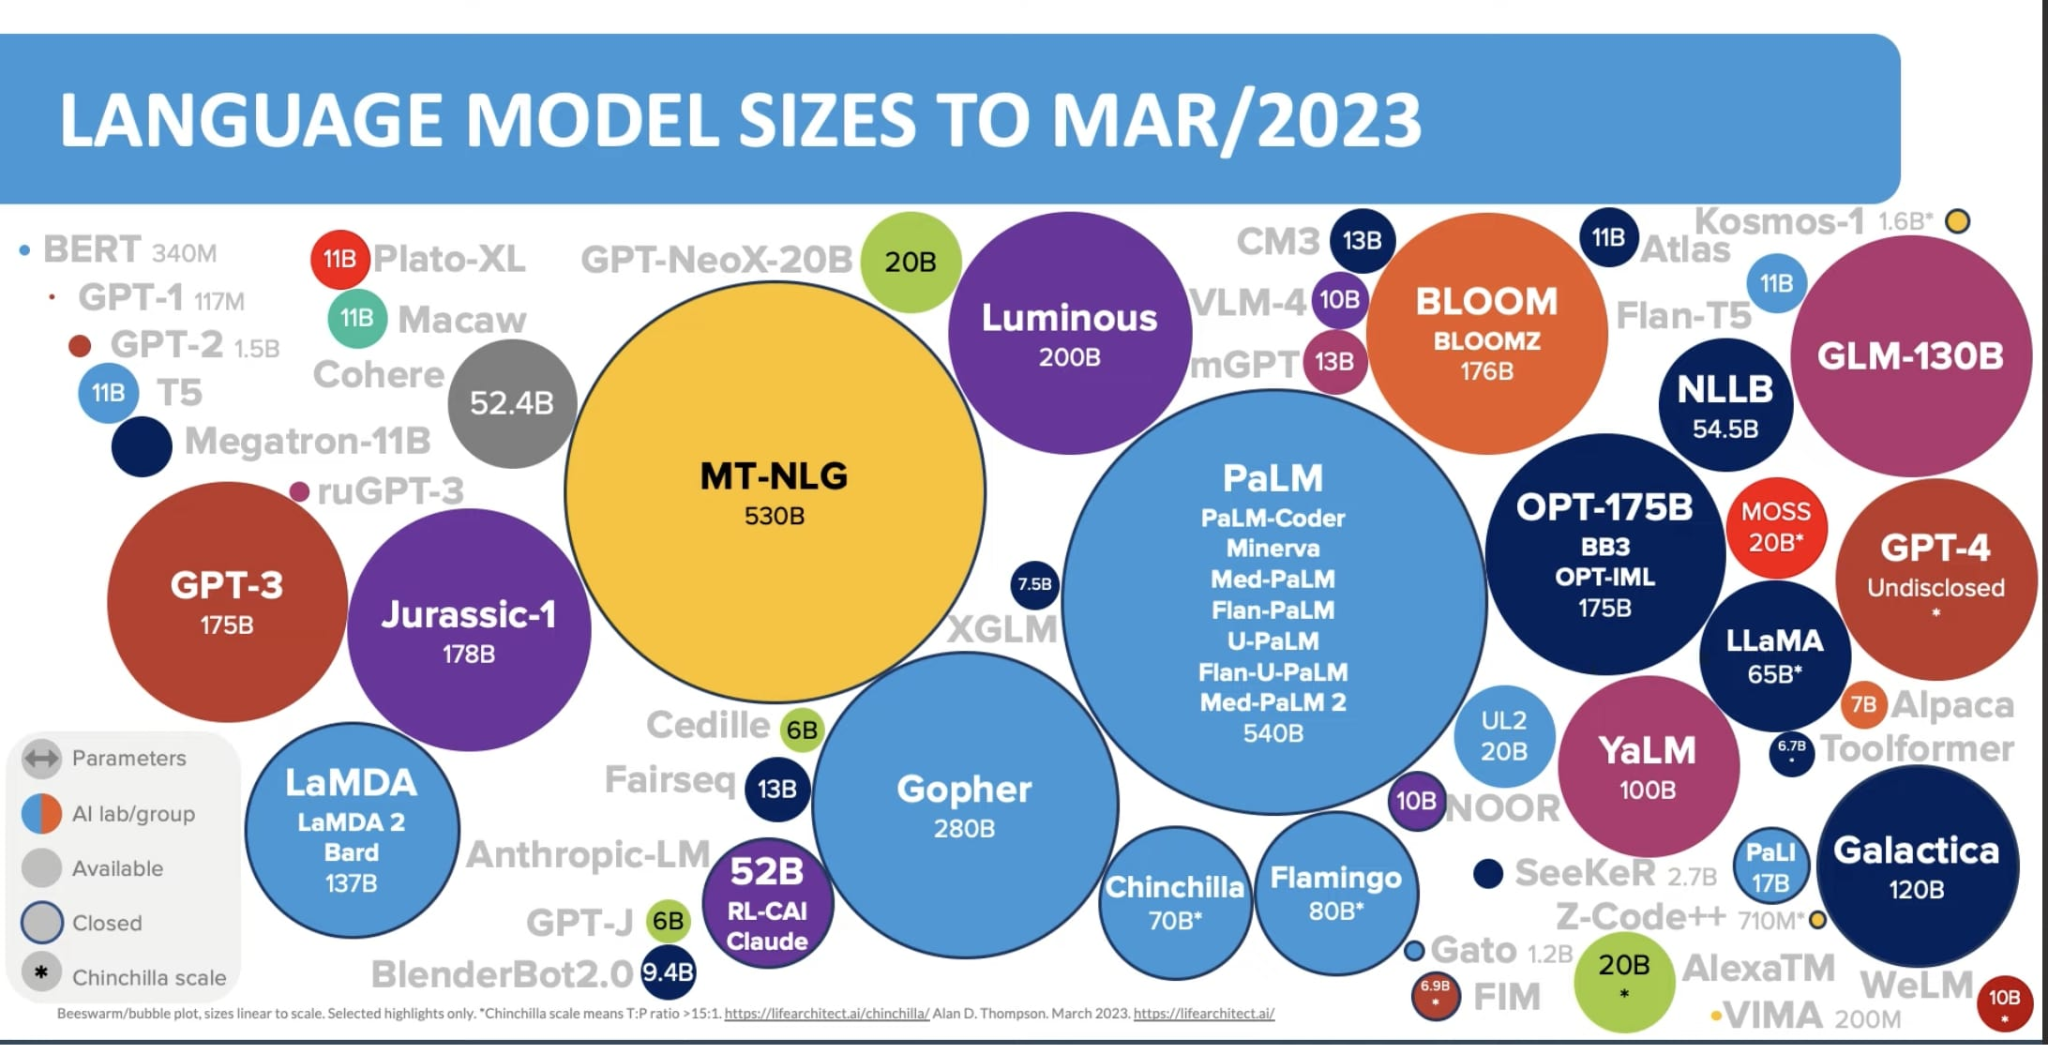 LANGUAGE MODEL SIZES TO MAR/2023
BERT 340M
GPT-1 117M
GPT-2 1.5B
11B T5
Megatron-11B
ruGPT-3
11B Plato-XL
11B Macaw
Cohere
52.4B
GPT-3
175B
Jurassic-1
178B
LaMDA
LaMDA 2
Bard
137B
GPT-NeoX-20B 20B
MT-NLG
530B
Luminous
200B
XGLM
7.5B
Cedille 6B
Fairseq 13B
Anthropic-LM
52B
RL-CAI
Claude
GPT-J 6B
BlenderBot2.0 9.4B
Gopher
280B
CM3 13B
VLM-4 10B
mGPT 13B
BLOOM
BLOOMZ
176B
PaLM
PaLM-Coder
Minerva
Med-PaLM
Flan-PaLM
U-PaLM
Flan-U-PaLM
Med-PaLM 2
540B
Chinchilla
70B*
Flamingo
80B*
10B NOOR
11B Atlas
Kosmos-1 1.6B*
Flan-T5 11B
GLM-130B
NLLB
54.5B
OPT-175B
BB3
OPT-IML
175B
MOSS
20B*
GPT-4
Undisclosed
*
LLaMA
65B*
UL2
20B
YaLM
100B
7B Alpaca
6.7B
*
Toolformer
SeeKeR 2.7B
PaLI
17B
Galactica
120B
Z-Code++ 710M*
Gato 1.2B
6.9B
*
FIM
20B
*
AlexaTM
VIMA 200M
WeLM
10B
*
Parameters
AI lab/group
Available
Closed
* Chinchilla scale
Beeswarm/bubble plot, sizes linear to scale. Selected highlights only. *Chinchilla scale means T:P ratio >15:1. https://lifearchitect.ai/chinchilla/ Alan D. Thompson. March 2023. https://lifearchitect.ai/